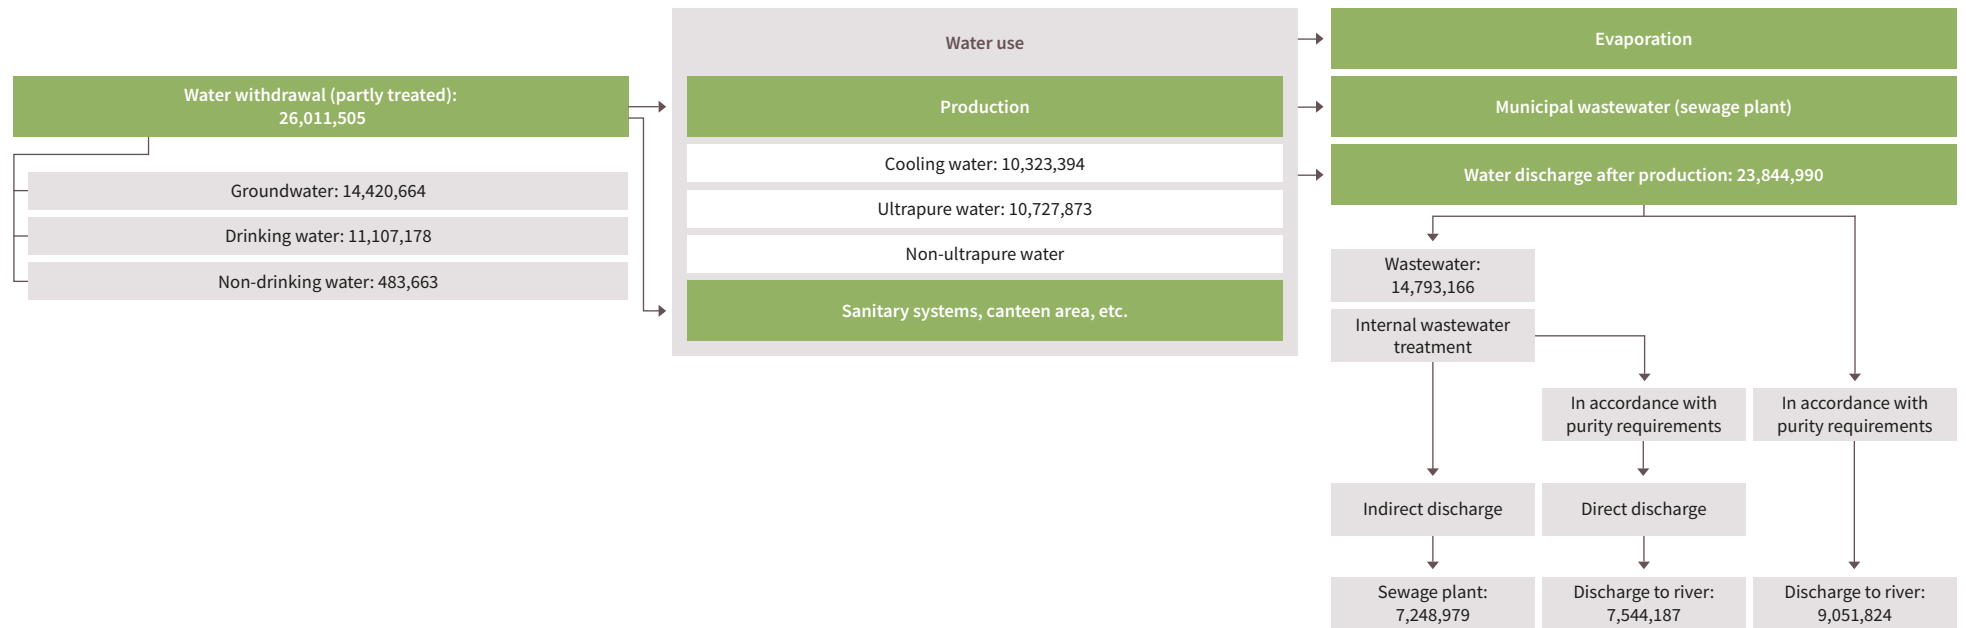 Water withdrawal (partly treated):
26,011,505
Groundwater: 14,420,664
Drinking water: 11,107,178
Non-drinking water: 483,663
Water use
Production
Cooling water: 10,323,394
Ultrapure water: 10,727,873
Non-ultrapure water
Sanitary systems, canteen area, etc.
Evaporation
Municipal wastewater (sewage plant)
Water discharge after production: 23,844,990
Wastewater:
14,793,166
Internal wastewater
treatment
In accordance with
purity requirements
In accordance with
purity requirements
Indirect discharge
Direct discharge
Sewage plant:
7,248,979
Discharge to river:
7,544,187
Discharge to river:
9,051,824